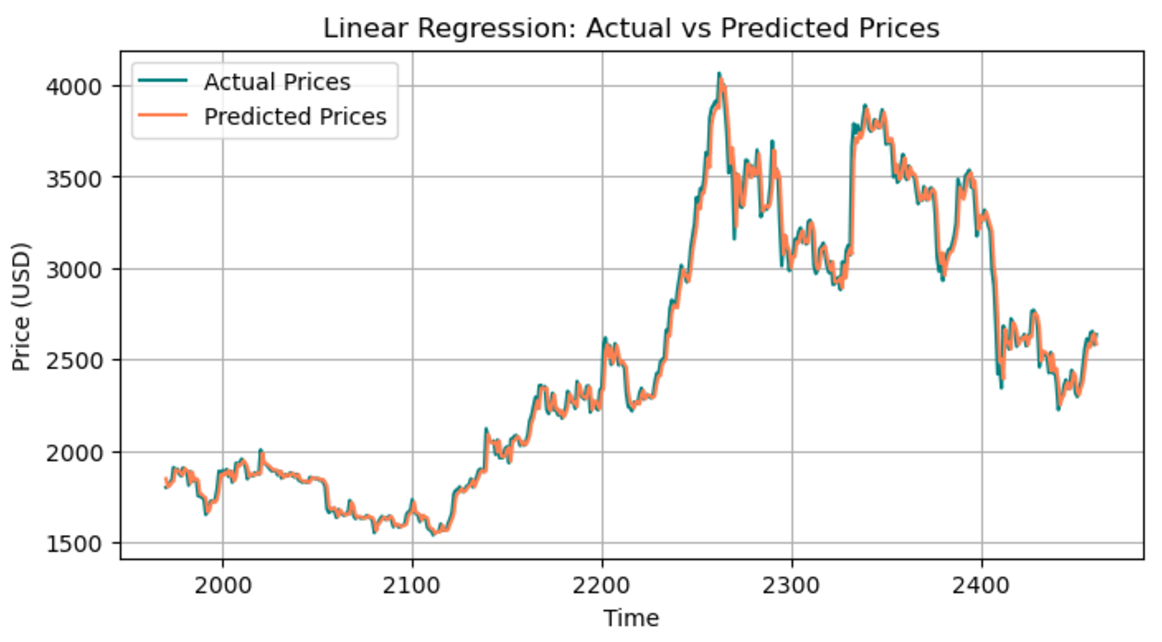 Linear Regression: Actual vs Predicted Prices
Actual Prices
Predicted Prices
4000
3500
3000
2500
2000
1500
Price (USD)
2000 2100 2200 2300 2400
Time